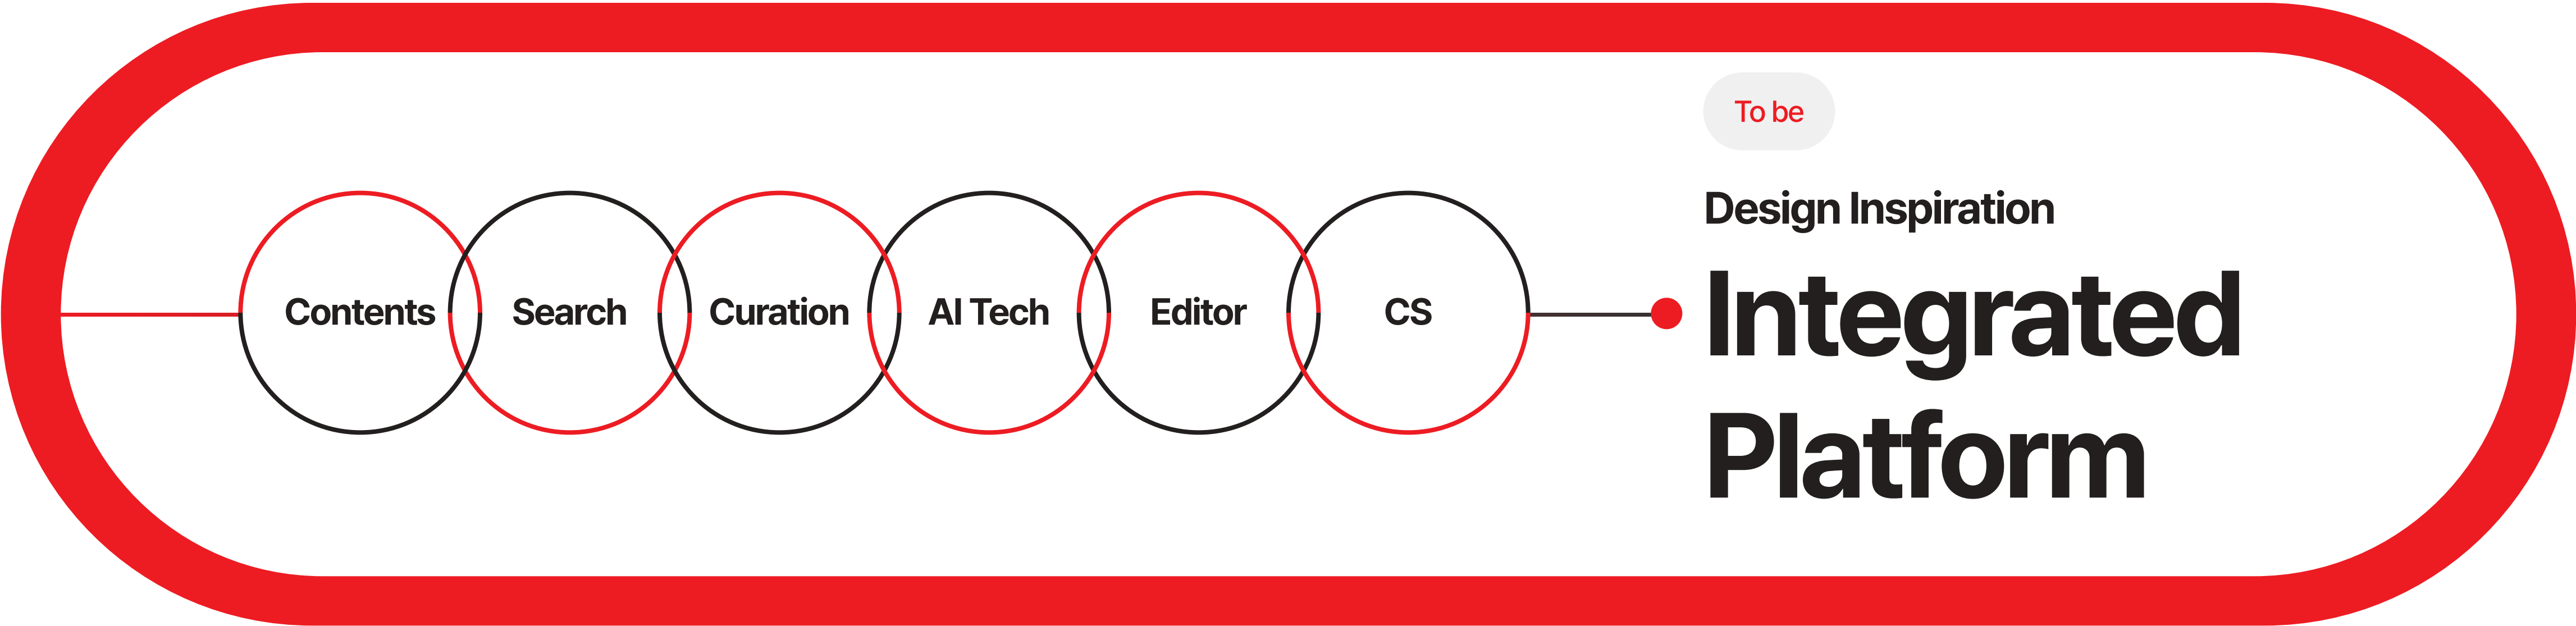 To be
Design Inspiration
Contents Search Curation AI Tech Editor CS
Integrated
Platform